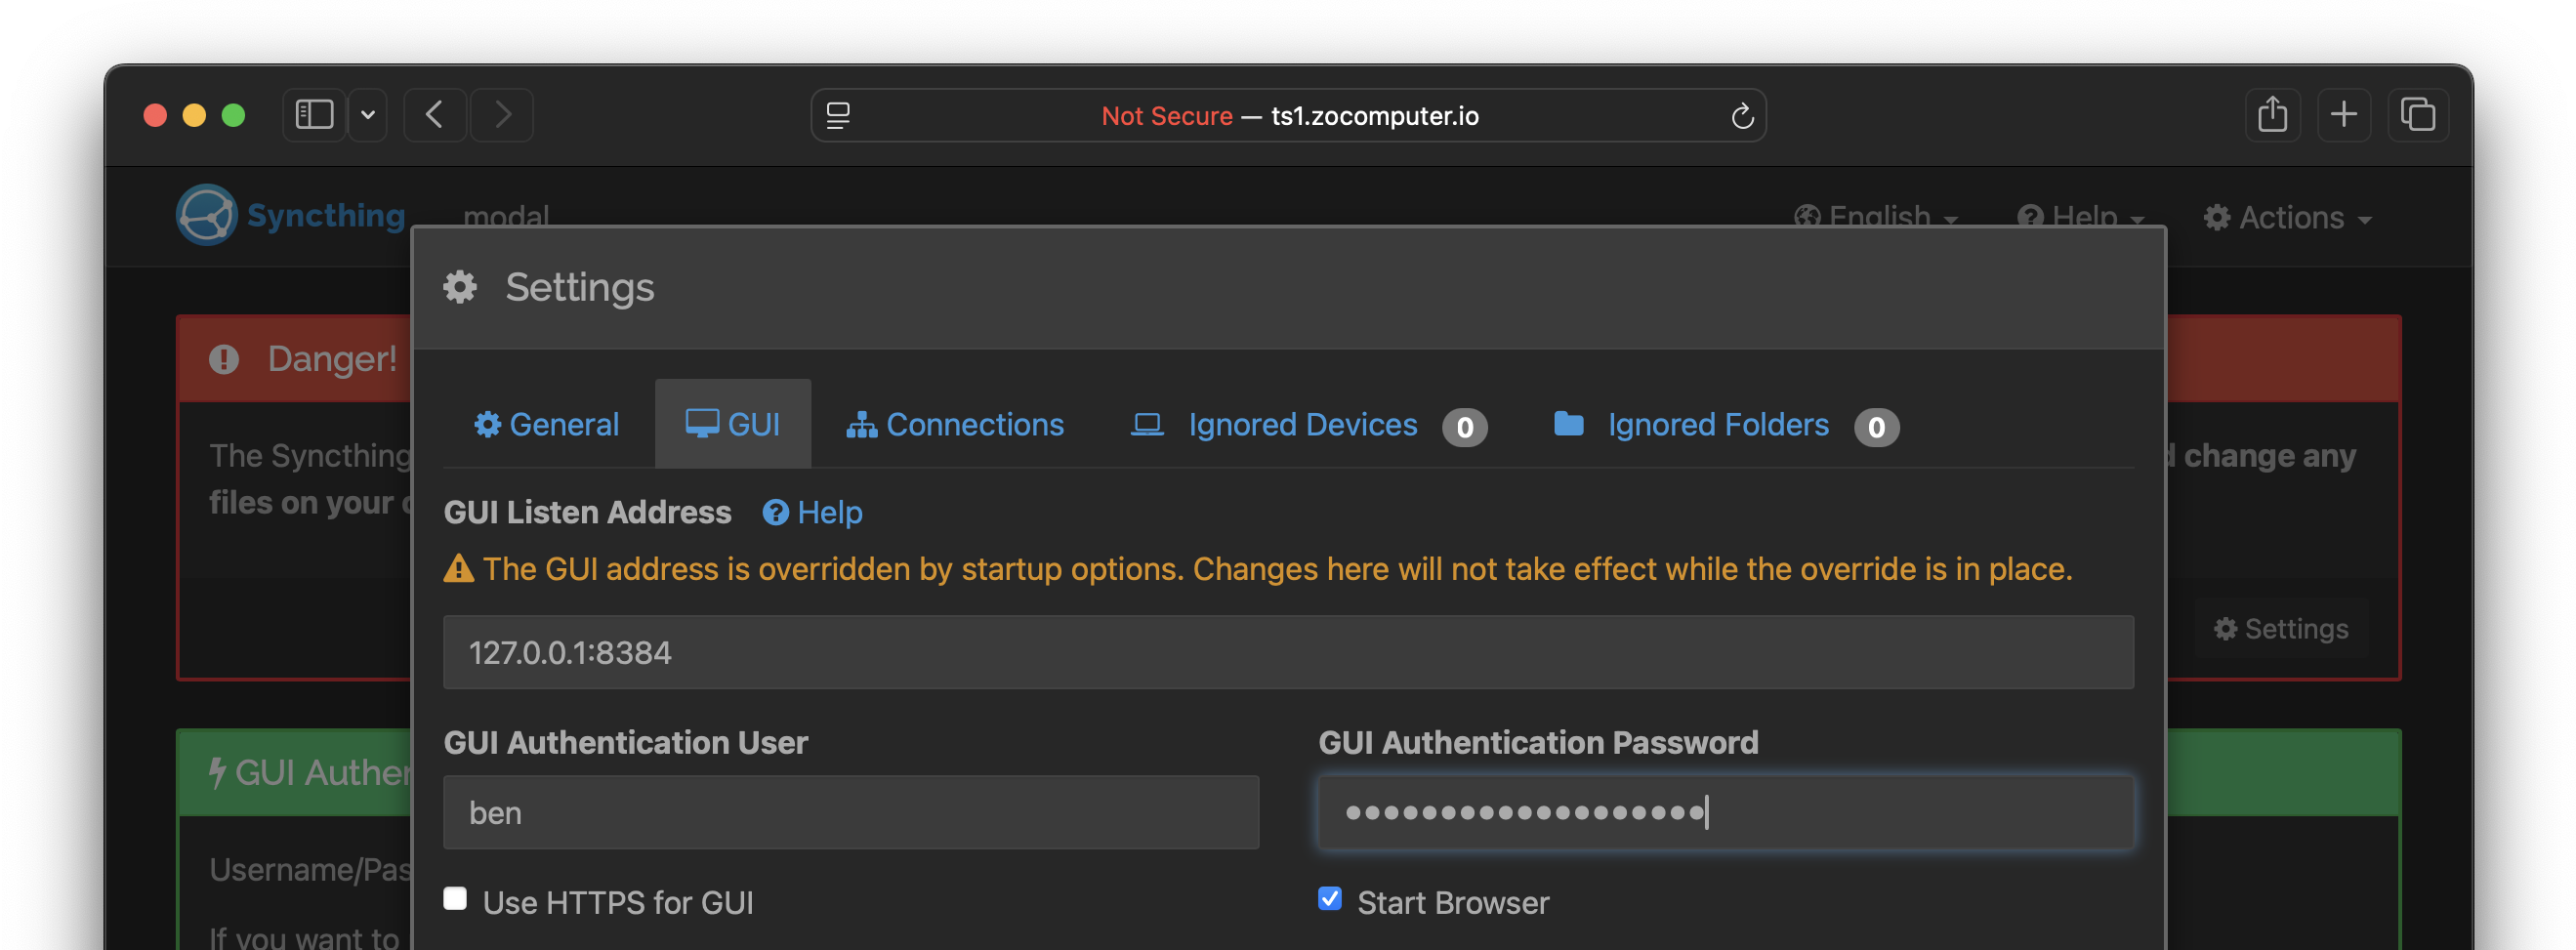 Not Secure — ts1.zocomputer.io
Syncthing modal English Help Actions
Settings
Danger!
General GUI Connections Ignored Devices 0 Ignored Folders 0
The Syncthing change any
files on your
GUI Listen Address Help
The GUI address is overridden by startup options. Changes here will not take effect while the override is in place.
Settings
127.0.0.1:8384
GUI Authentication User GUI Authentication Password
GUI Auther
ben
Username/Pas
Use HTTPS for GUI Start Browser
If you want to